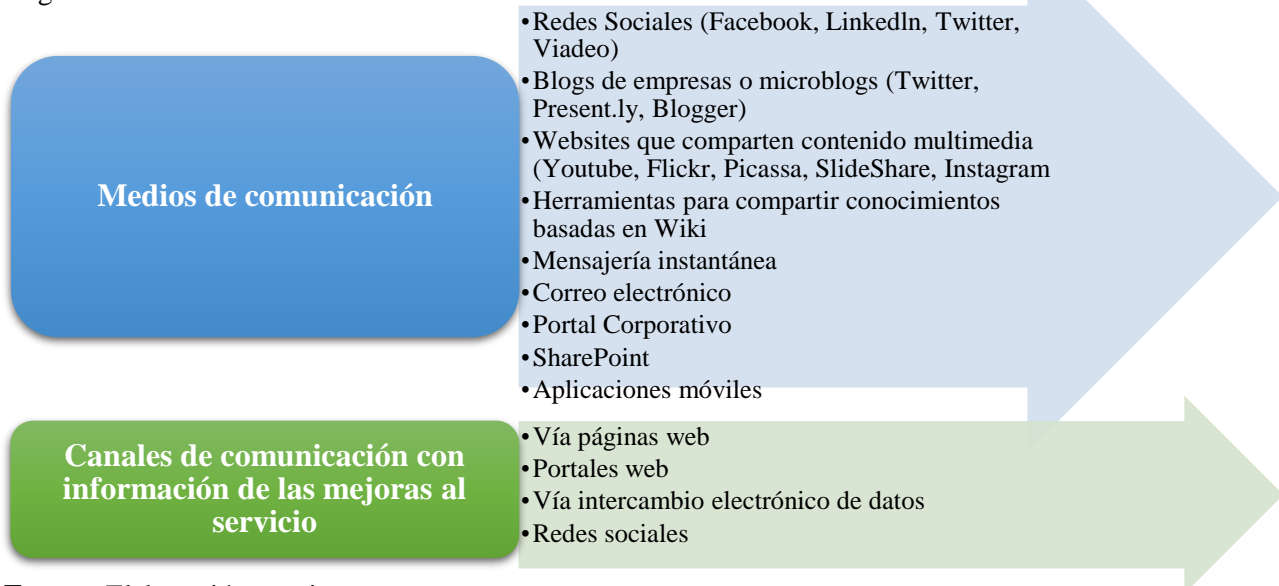 Medios de comunicación
•Redes Sociales (Facebook, Linkedln, Twitter,
Viadeo)
•Blogs de empresas o microblogs (Twitter,
Present.ly, Blogger)
•Websites que comparten contenido multimedia
(Youtube, Flickr, Picassa, SlideShare, Instagram
•Herramientas para compartir conocimientos
basadas en Wiki
•Mensajería instantánea
•Correo electrónico
•Portal Corporativo
•SharePoint
•Aplicaciones móviles
Canales de comunicación con
información de las mejoras al
servicio
•Vía páginas web
•Portales web
•Vía intercambio electrónico de datos
•Redes sociales